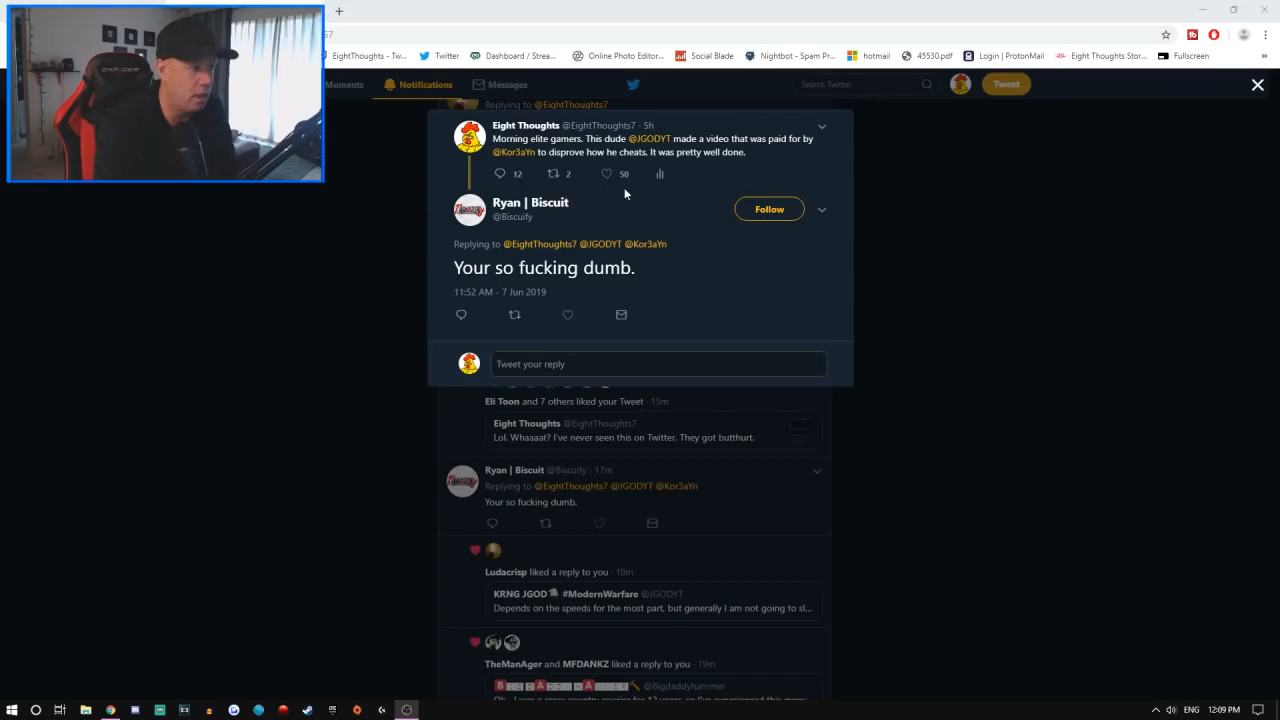 57
EightThoughts - Tw...
Twitter
Dashboard / Strea...
Online Photo Editor...
Social Blade
Nightbot - Spam Pr...
hotmail
45530.pdf
Login | ProtonMail
Eight Thoughts Stor...
Fullscreen
Moments
Notifications
Messages
Search Twitter
Tweet
Replying to @EightThoughts7
Eight Thoughts @EightThoughts7 · 5h
Morning elite gamers. This dude @JGODYT made a video that was paid for by
@Kor3aYn to disprove how he cheats. It was pretty well done.
12 2 50
Ryan | Biscuit
@Biscuify
Follow
Replying to @EightThoughts7 @JGODYT @Kor3aYn
Your so fucking dumb.
11:52 AM - 7 Jun 2019
Tweet your reply
Eli Toon and 7 others liked your Tweet · 15m
Eight Thoughts @EightThoughts7
Lol. Whaaaat? I've never seen this on Twitter. They got butthurt.
Ryan | Biscuit @Biscuify · 17m
Replying to @EightThoughts7 @JGODYT @Kor3aYn
Your so fucking dumb.
Ludacrisp liked a reply to you · 18m
KRNG JGOD #ModernWarfare @JGODYT
Depends on the speeds for the most part, but generally I am not going to sl...
TheManAger and MFDANKZ liked a reply to you · 19m
@Bigdaddyhammer
ENG 12:09 PM